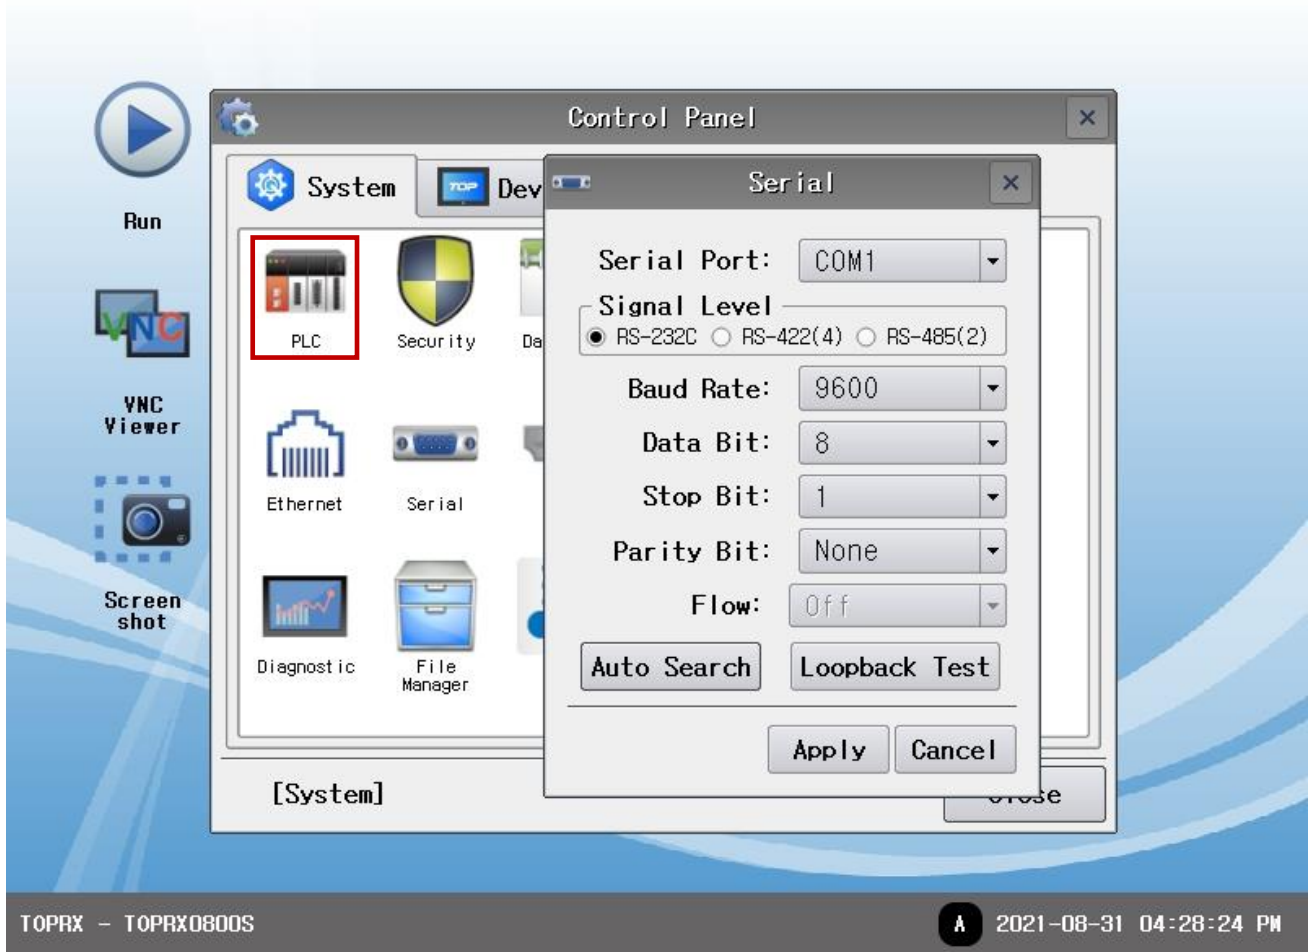 Control Panel
System
TOP
Dev
Serial
Run
Serial Port: COM1
Signal Level
RS-232C RS-422(4) RS-485(2)
PLC
Security
Da
VNC
Baud Rate: 9600
VNC
Viewer
Data Bit: 8
Stop Bit: 1
Ethernet
Serial
Parity Bit: None
Screen
shot
Flow: Off
Auto Search
Loopback Test
Diagnostic
File
Manager
Apply
Cancel
[System]
Close
TOPRX - TOPRX0800S
A
2021-08-31 04:28:24 PM